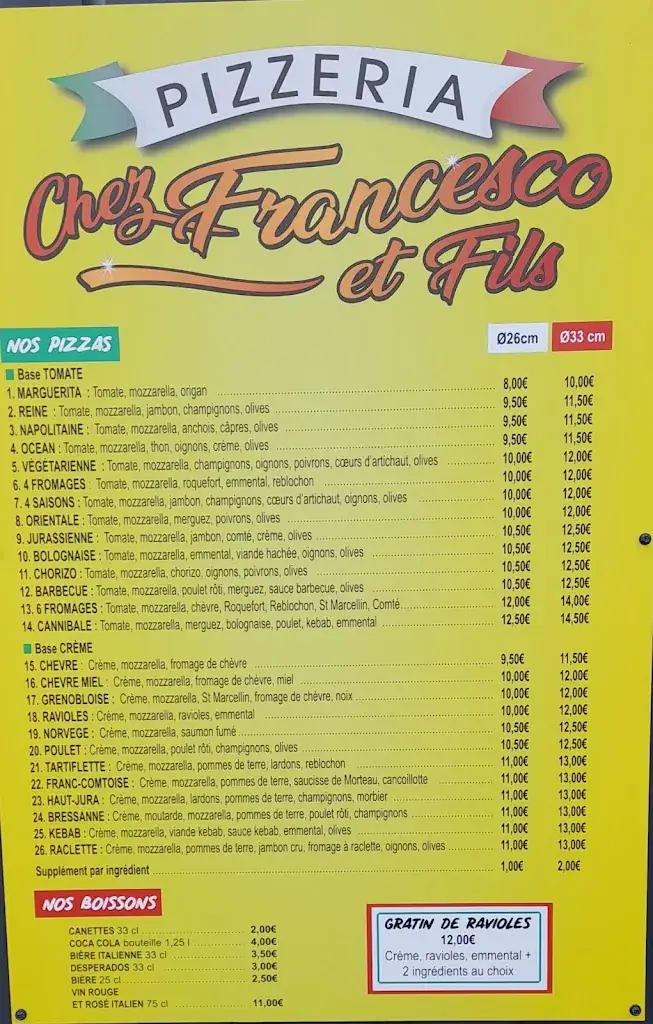 PIZZERIA
Chez Francesco
et Fils
NOS PIZZAS Ø26cm Ø33 cm
Base TOMATE
1. MARGUERITA : Tomate, mozzarella, origan 8,00€ 10,00€
2. REINE : Tomate, mozzarella, jambon, champignons, olives 9,50€ 11,50€
3. NAPOLITAINE : Tomate, mozzarella, anchois, câpres, olives 9,50€ 11,50€
4. OCEAN : Tomate, mozzarella, thon, oignons, crème, olives 9,50€ 11,50€
5. VÉGÉTARIENNE : Tomate, mozzarella, champignons, oignons, poivrons, cœurs d'artichaut, olives 10,00€ 12,00€
6. 4 FROMAGES : Tomate, mozzarella, roquefort, emmental, reblochon 10,00€ 12,00€
7. 4 SAISONS : Tomate, mozzarella, jambon, champignons, cœurs d'artichaut, oignons, olives 10,00€ 12,00€
8. ORIENTALE : Tomate, mozzarella, merguez, poivrons, olives 10,00€ 12,00€
9. JURASSIENNE : Tomate, mozzarella, jambon, comté, crème, olives 10,50€ 12,50€
10. BOLOGNAISE : Tomate, mozzarella, emmental, viande hachée, oignons, olives 10,50€ 12,50€
11. CHORIZO : Tomate, mozzarella, chorizo, oignons, poivrons, olives 10,50€ 12,50€
12. BARBECUE : Tomate, mozzarella, poulet rôti, merguez, sauce barbecue, olives 10,50€ 12,50€
13. 6 FROMAGES : Tomate, mozzarella, chèvre, Roquefort, Reblochon, St Marcellin, Comté 12,00€ 14,00€
14. CANNIBALE : Tomate, mozzarella, merguez, bolognaise, poulet, kebab, emmental 12,50€ 14,50€
Base CRÈME
15. CHEVRE : Crème, mozzarella, fromage de chèvre 9,50€ 11,50€
16. CHEVRE MIEL : Crème, mozzarella, fromage de chèvre, miel 10,00€ 12,00€
17. GRENOBLOISE : Crème, mozzarella, St Marcellin, fromage de chèvre, noix 10,00€ 12,00€
18. RAVIOLES : Crème, mozzarella, ravioles, emmental 10,00€ 12,00€
19. NORVEGE : Crème, mozzarella, saumon fumé 10,50€ 12,50€
20. POULET : Crème, mozzarella, poulet rôti, champignons, olives 10,50€ 12,50€
21. TARTIFLETTE : Crème, mozzarella, pommes de terre, lardons, reblochon 11,00€ 13,00€
22. FRANC-COMTOISE : Crème, mozzarella, pommes de terre, saucisse de Morteau, cancoillotte 11,00€ 13,00€
23. HAUT-JURA : Crème, mozzarella, lardons, pommes de terre, champignons, morbier 11,00€ 13,00€
24. BRESSANNE : Crème, moutarde, mozzarella, pommes de terre, poulet rôti, champignons 11,00€ 13,00€
25. KEBAB : Crème, mozzarella, viande kebab, sauce kebab, emmental, olives 11,00€ 13,00€
26. RACLETTE : Crème, mozzarella, pommes de terre, jambon cru, fromage à raclette, oignons, olives 11,00€ 13,00€
Supplément par ingrédient 1,00€ 2,00€
NOS BOISSONS
CANETTES 33 cl 2,00€
COCA COLA bouteille 1,25 l 4,00€
BIÈRE ITALIENNE 33 cl 3,50€
DESPERADOS 33 cl 3,00€
BIÈRE 25 cl 2,50€
VIN ROUGE
ET ROSÉ ITALIEN 75 cl 11,00€
GRATIN DE RAVIOLES
12,00€
Crème, ravioles, emmental +
2 ingrédients au choix